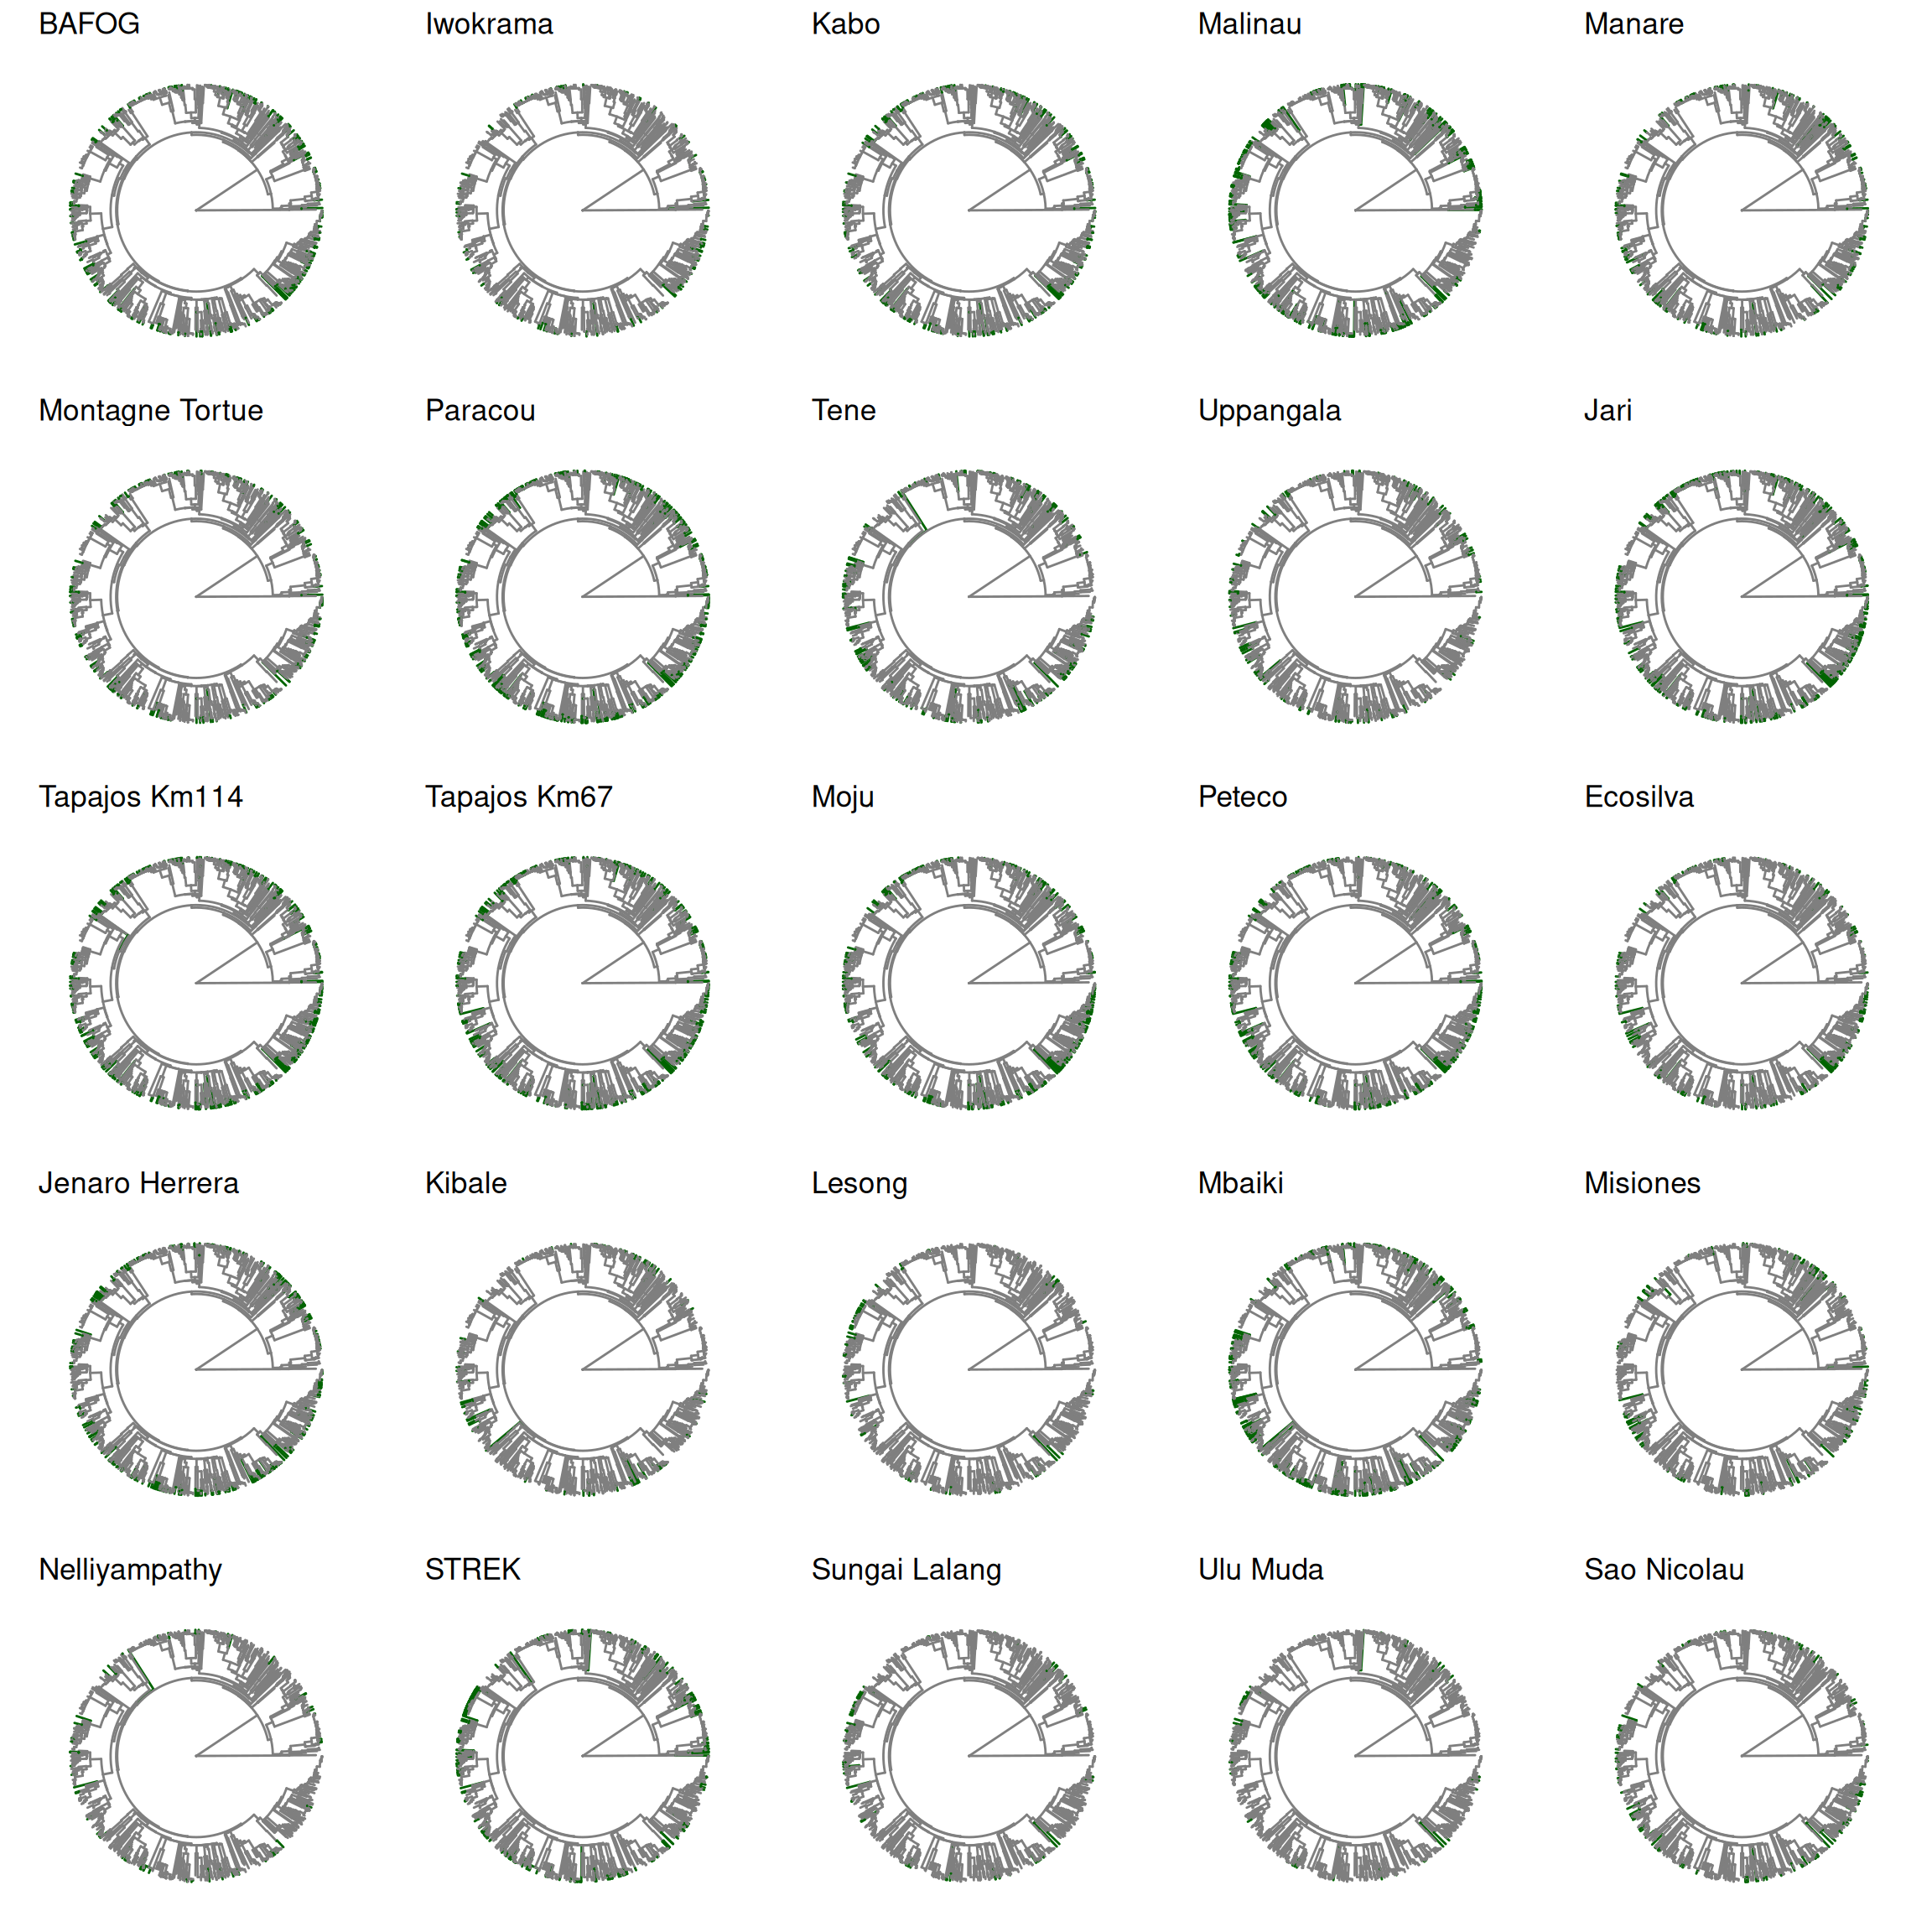 BAFOG
Iwokrama
Kabo
Malinau
Manare
Montagne Tortue
Paracou
Tene
Uppangala
Jari
Tapajos Km114
Tapajos Km67
Moju
Peteco
Ecosilva
Jenaro Herrera
Kibale
Lesong
Mbaiki
Misiones
Nelliyampathy
STREK
Sungai Lalang
Ulu Muda
Sao Nicolau